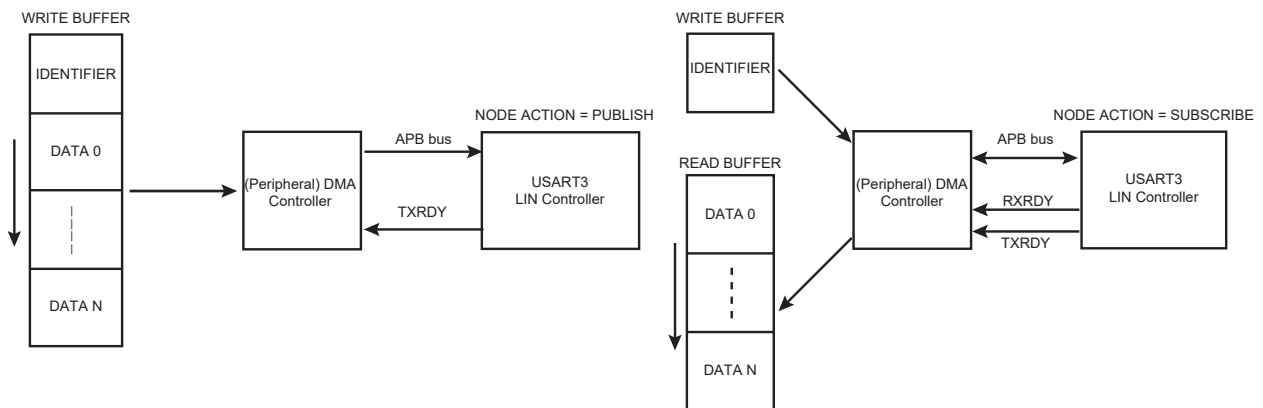 WRITE BUFFER
IDENTIFIER
DATA 0
DATA N
(Peripheral) DMA
Controller
APB bus
TXRDY
NODE ACTION = PUBLISH
USART3
LIN Controller
WRITE BUFFER
IDENTIFIER
READ BUFFER
DATA 0
DATA N
(Peripheral) DMA
Controller
APB bus
RXRDY
TXRDY
NODE ACTION = SUBSCRIBE
USART3
LIN Controller